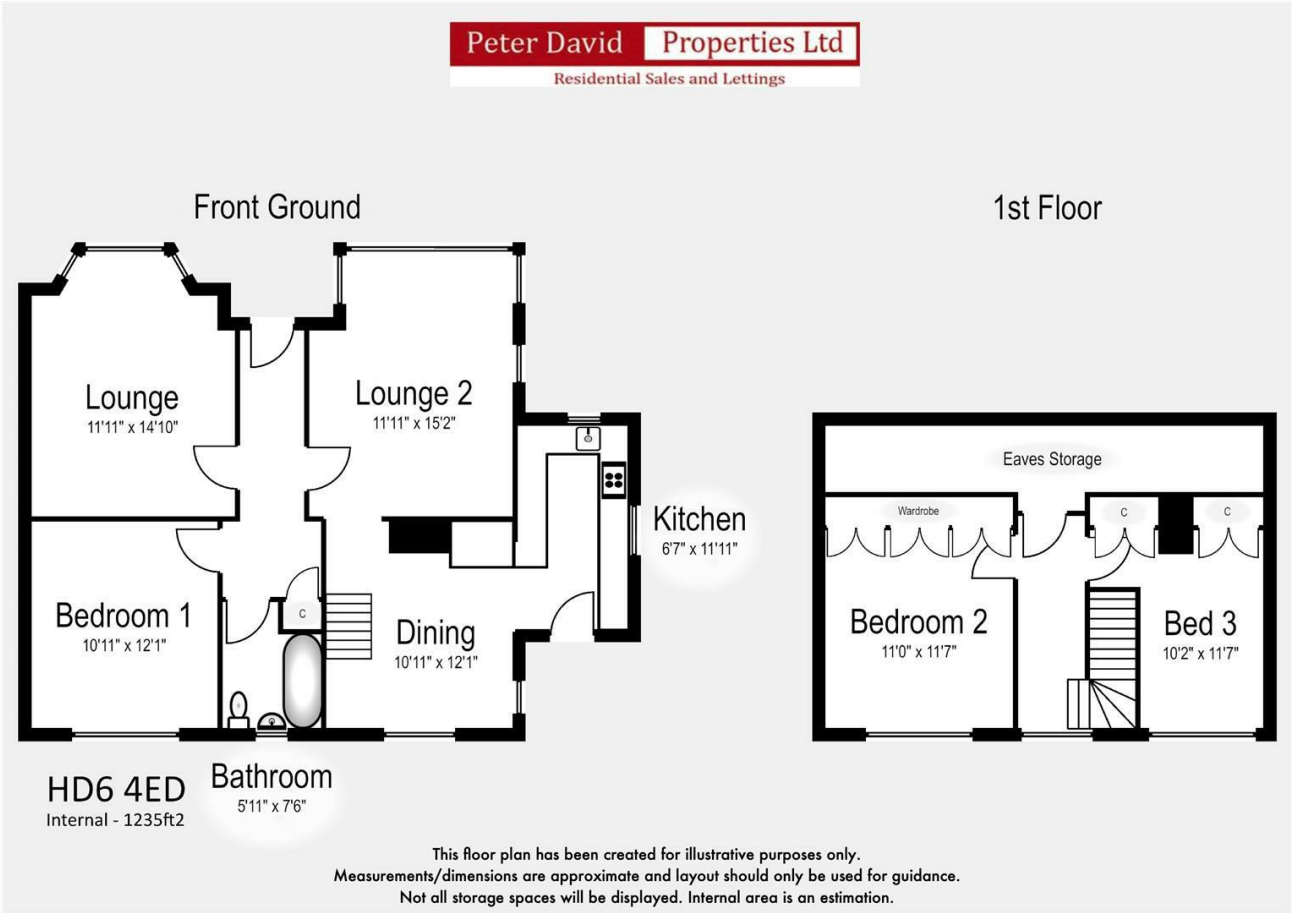 Peter David Properties Ltd
Residential Sales and Lettings
Front Ground
1st Floor
Lounge
11'11" x 14'10"
Lounge 2
11'11" x 15'2"
Kitchen
6'7" x 11'11"
Bedroom 1
10'11" x 12'1"
C
Dining
10'11" x 12'1"
Bathroom
5'11" x 7'6"
Eaves Storage
Wardrobe
C
C
Bedroom 2
11'0" x 11'7"
Bed 3
10'2" x 11'7"
HD6 4ED
Internal - 1235ft2
This floor plan has been created for illustrative purposes only.
Measurements/dimensions are approximate and layout should only be used for guidance.
Not all storage spaces will be displayed. Internal area is an estimation.